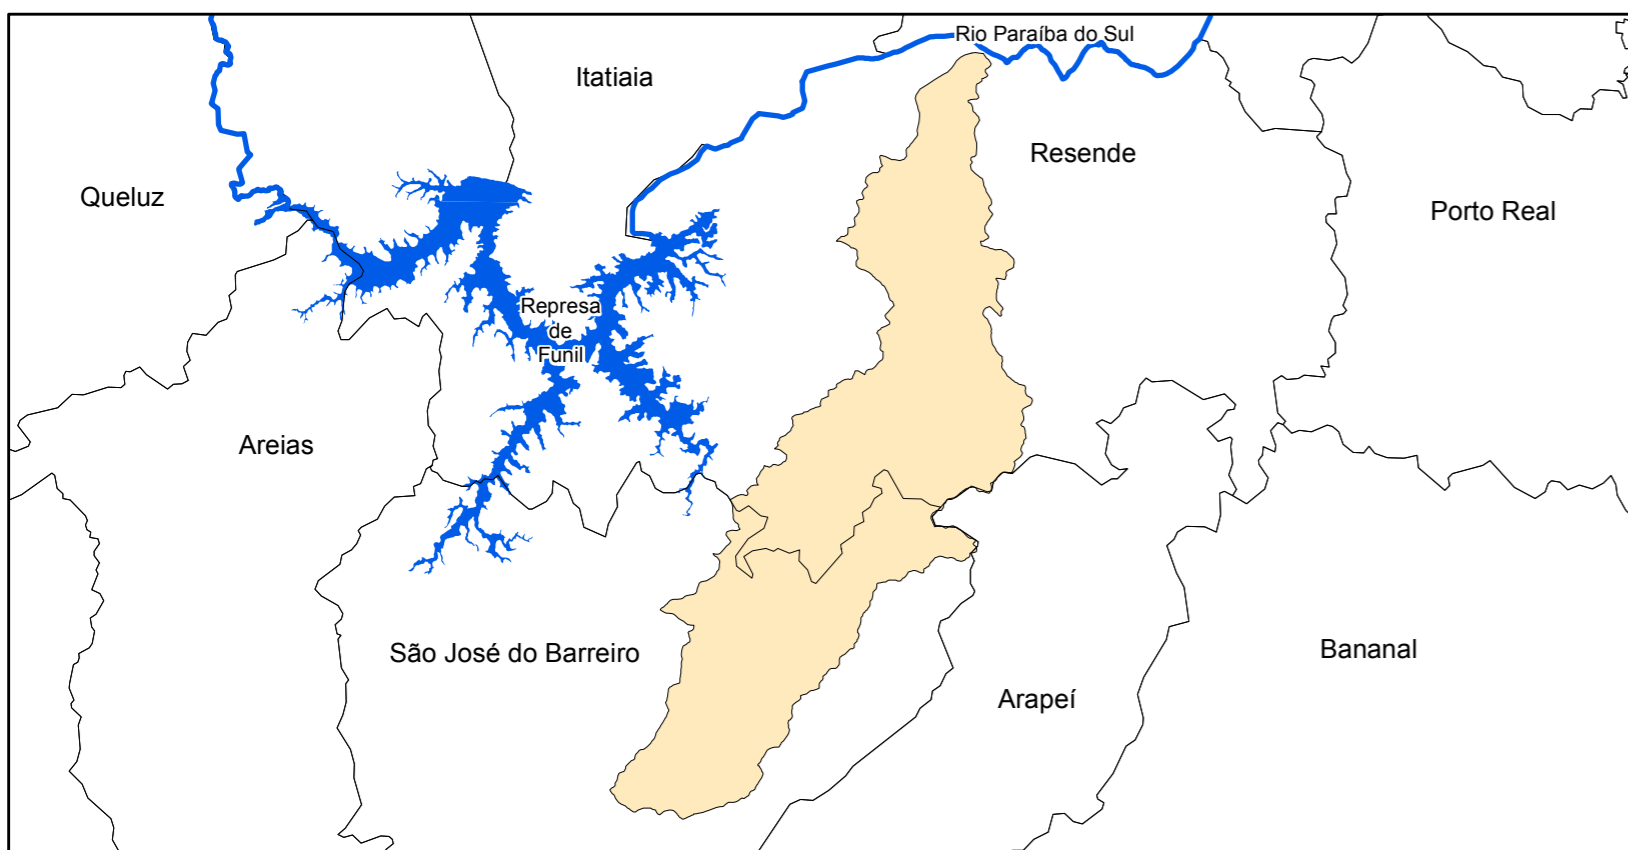 Rio Paraíba do Sul
Itatiaia
Resende
Queluz
Porto Real
Represa
de
Funil
Areias
São José do Barreiro
Bananal
Arapeí